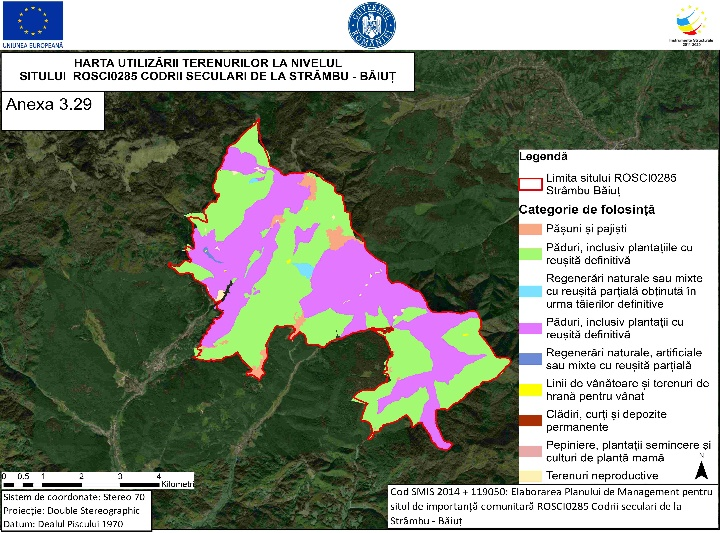 UNIUNEA EUROPEANĂ
GUVERNUL ROMÂNIEI
Instrumente Structurale
2014-2020
HARTA UTILIZĂRII TERENURILOR LA NIVELUL
SITULUI ROSCI0285 CODRII SECULARI DE LA STRÂMBU - BĂIUȚ
Anexa 3.29
Legendă
Limita sitului ROSCI0285
Strâmbu Băiuț
Categorie de folosință
Pășuni și pajiști
Păduri, inclusiv plantațiile cu
reușită definitivă
Regenerări naturale sau mixte
cu reușită parțială obținută în
urma tăierilor definitive
Păduri, inclusiv plantații cu
reușită definitivă
Regenerări naturale, artificiale
sau mixte cu reușită parțială
Linii de vânătoare și terenuri de
hrană pentru vânat
Clădiri, curți și depozite
permanente
Pepiniere, plantații semincere și
culturi de plantă mamă
Terenuri neproductive
N
0 0.5 1 2 3 4
Kilometri
Sistem de coordonate: Stereo 70
Proiecție: Double Stereographic
Datum: Dealul Piscului 1970
Cod SMIS 2014 + 119050: Elaborarea Planului de Management pentru
situl de importanță comunitară ROSCI0285 Codrii seculari de la
Strâmbu - Băiuț